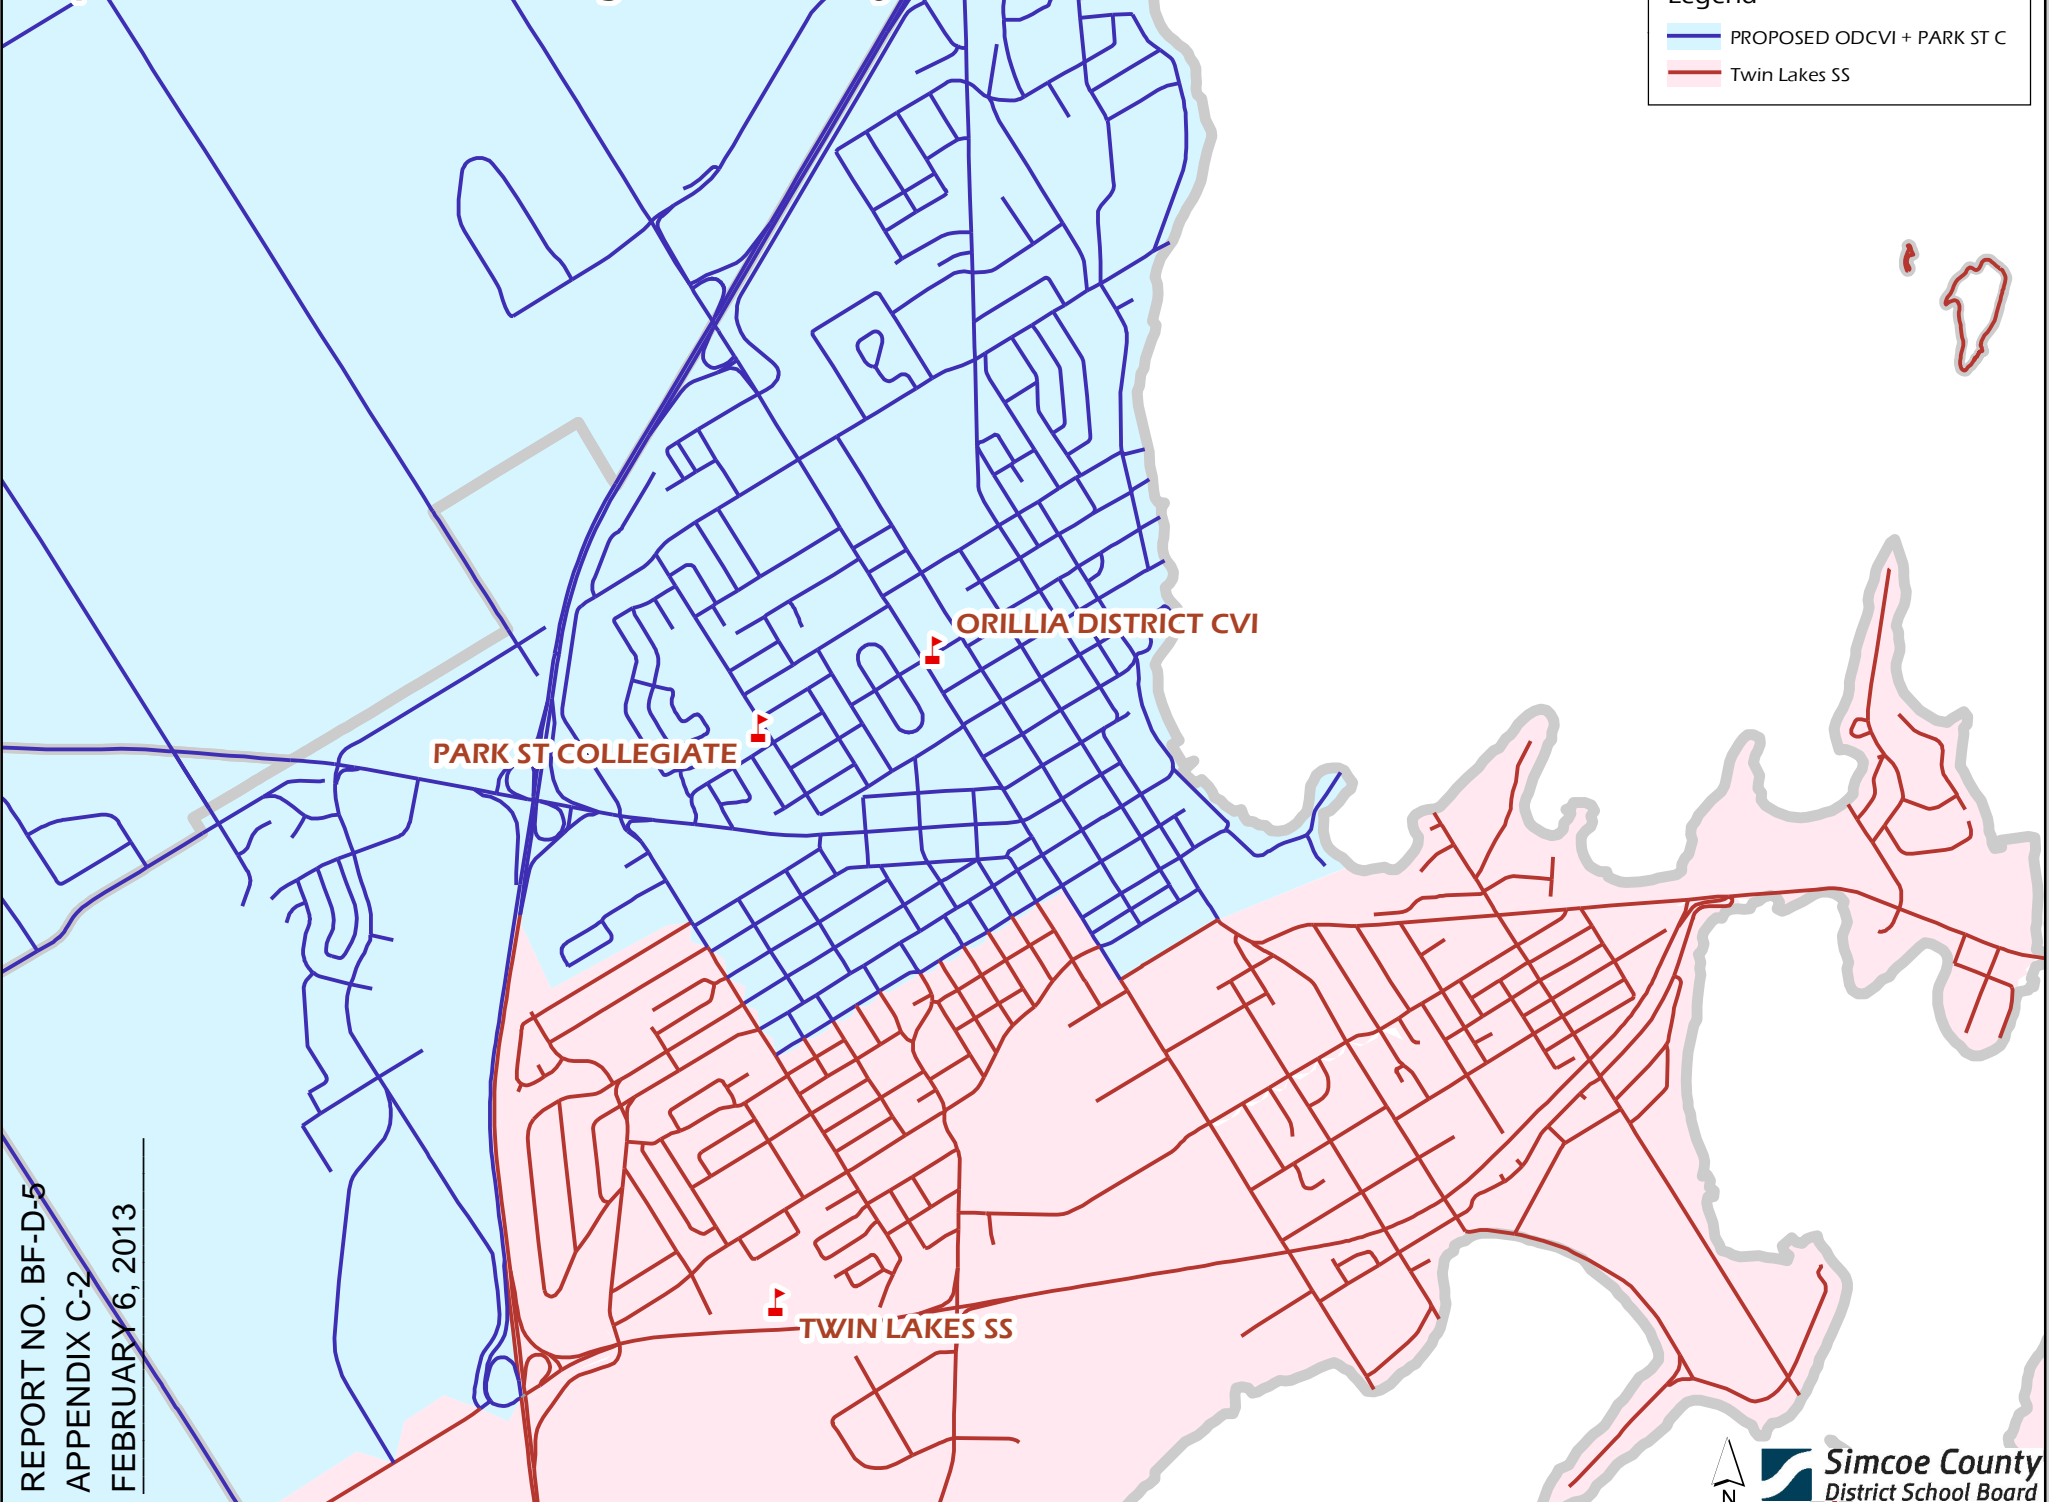 Legend
PROPOSED ODCVI + PARK ST C
Twin Lakes SS
ORILLIA DISTRICT CVI
PARK ST COLLEGIATE
TWIN LAKES SS
REPORT NO. BF-D-5
APPENDIX C-2
FEBRUARY 6, 2013
N
Simcoe County
District School Board